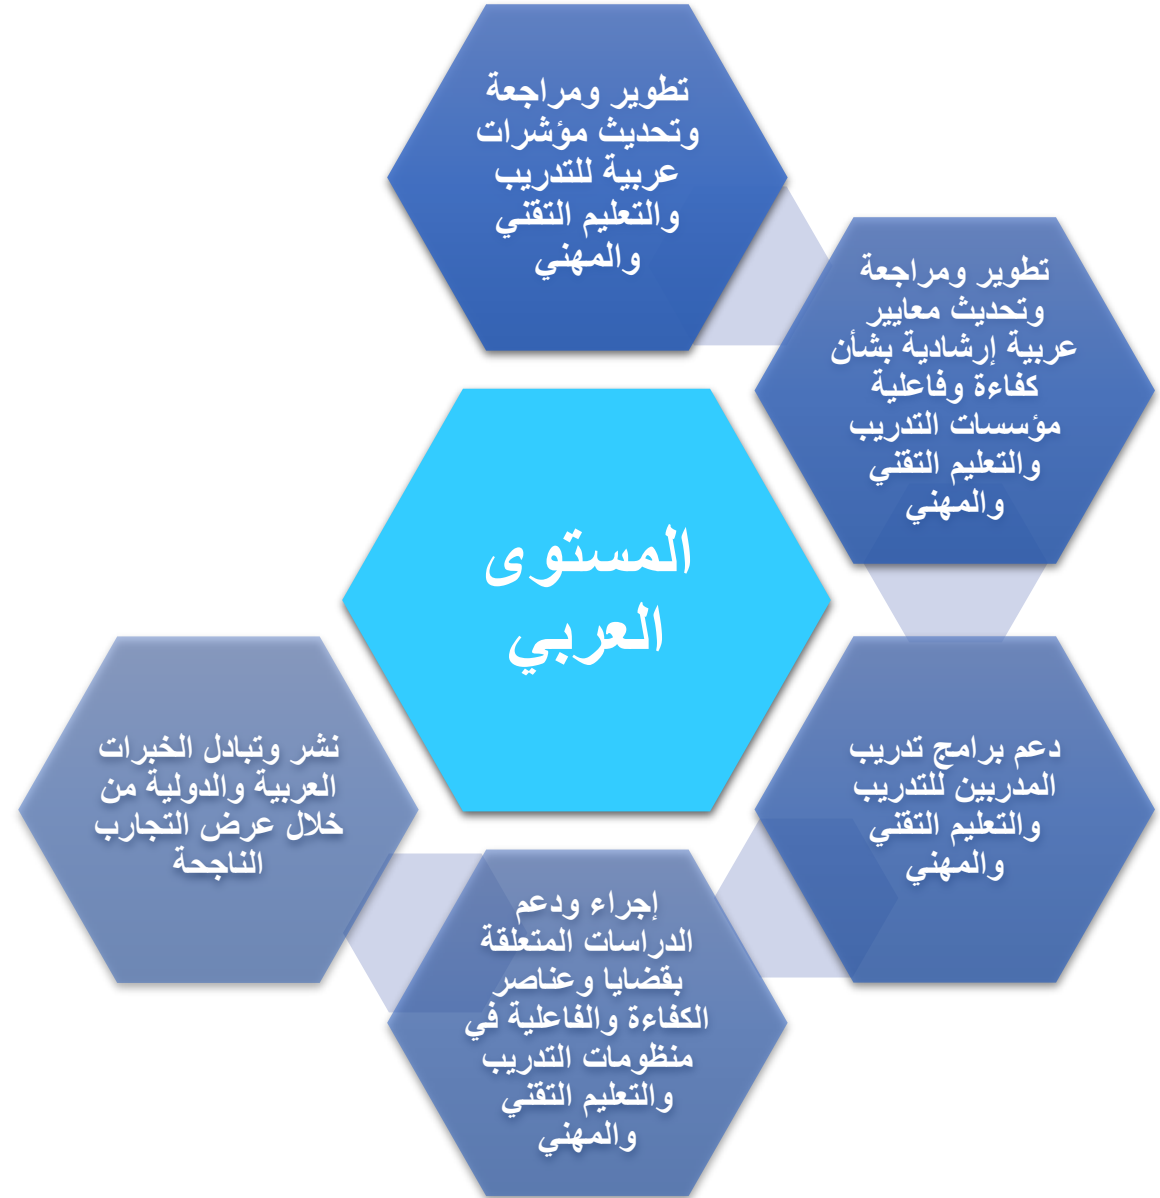 تطوير ومراجعة
وتحديث مؤشرات
عربية للتدريب
والتعليم التقني
والمهني
تطوير ومراجعة
وتحديث معايير
عربية إرشادية بشأن
كفاءة وفاعلية
مؤسسات التدريب
والتعليم التقني
والمهني
المستوى
العربي
دعم برامج تدريب
المدربين للتدريب
والتعليم التقني
والمهني
إجراء ودعم
الدراسات المتعلقة
بقضايا وعناصر
الكفاءة والفاعلية في
منظومات التدريب
والتعليم التقني
والمهني
نشر وتبادل الخبرات
العربية والدولية من
خلال عرض التجارب
الناجحة